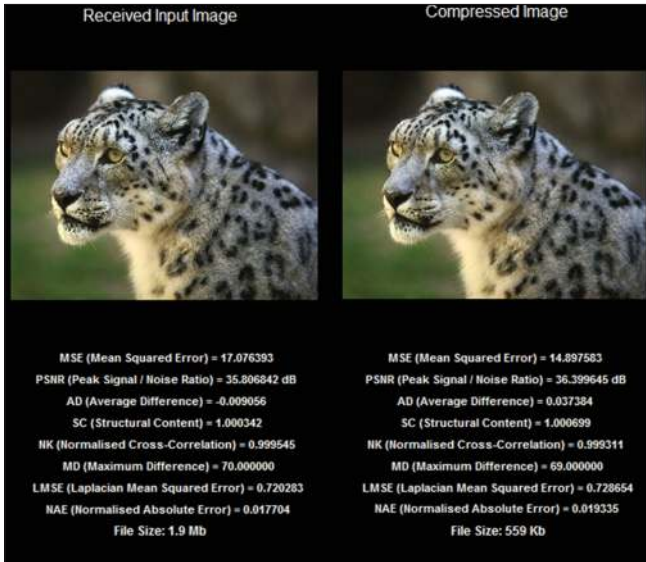 Received Input Image
Compressed Image
MSE (Mean Squared Error) = 17.076393
PSNR (Peak Signal / Noise Ratio) = 35.806842 dB
AD (Average Difference) = -0.009056
SC (Structural Content) = 1.000342
NK (Normalised Cross-Correlation) = 0.999545
MD (Maximum Difference) = 70.000000
LMSE (Laplacian Mean Squared Error) = 0.720283
NAE (Normalised Absolute Error) = 0.017704
File Size: 1.9 Mb
MSE (Mean Squared Error) = 14.897583
PSNR (Peak Signal / Noise Ratio) = 36.399645 dB
AD (Average Difference) = 0.037384
SC (Structural Content) = 1.000699
NK (Normalised Cross-Correlation) = 0.999311
MD (Maximum Difference) = 69.000000
LMSE (Laplacian Mean Squared Error) = 0.728654
NAE (Normalised Absolute Error) = 0.019335
File Size: 559 Kb